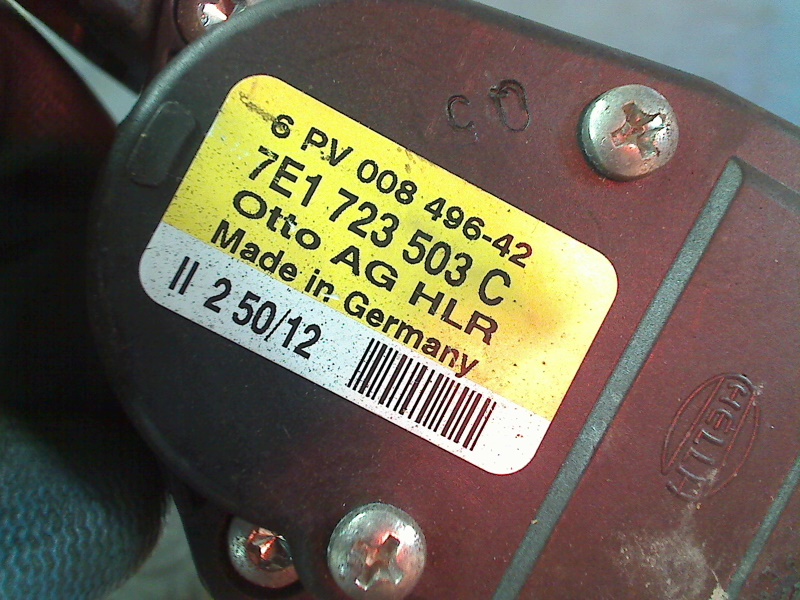 C 0
6 PV 008 496-42
7E1 723 503 C
Otto AG HLR
Made in Germany
II 2 50/12
HELLA